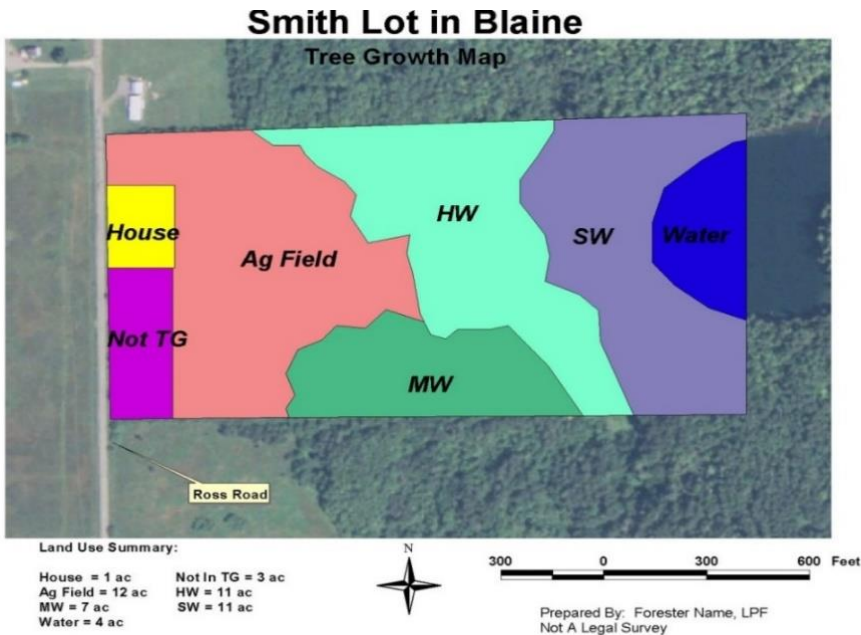 Smith Lot in Blaine
Tree Growth Map
House
Ag Field
HW
SW
Water
Not TG
MW
Ross Road
Land Use Summary:
House = 1 ac Not In TG = 3 ac
Ag Field = 12 ac HW = 11 ac
MW = 7 ac SW = 11 ac
Water = 4 ac
N
300 0 300 600 Feet
Prepared By: Forester Name, LPF
Not A Legal Survey